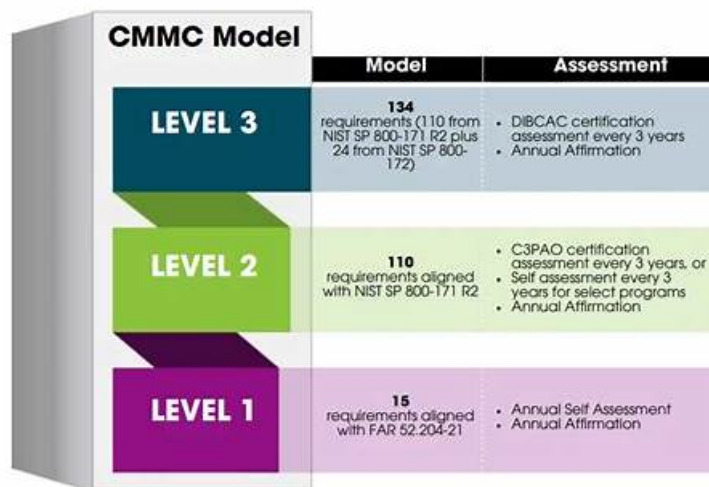 CMMC Model
Model
Assessment
LEVEL 3
134
requirements (110 from
NIST SP 800-171 R2 plus
24 from NIST SP 800-
172)
• DIBCAC certification
assessment every 3 years
• Annual Affirmation
LEVEL 2
110
requirements aligned
with NIST SP 800-171 R2
• C3PAO certification
assessment every 3 years, or
• Self assessment every 3
years for select programs
• Annual Affirmation
LEVEL 1
15
requirements aligned
with FAR 52.204-21
• Annual Self Assessment
• Annual Affirmation